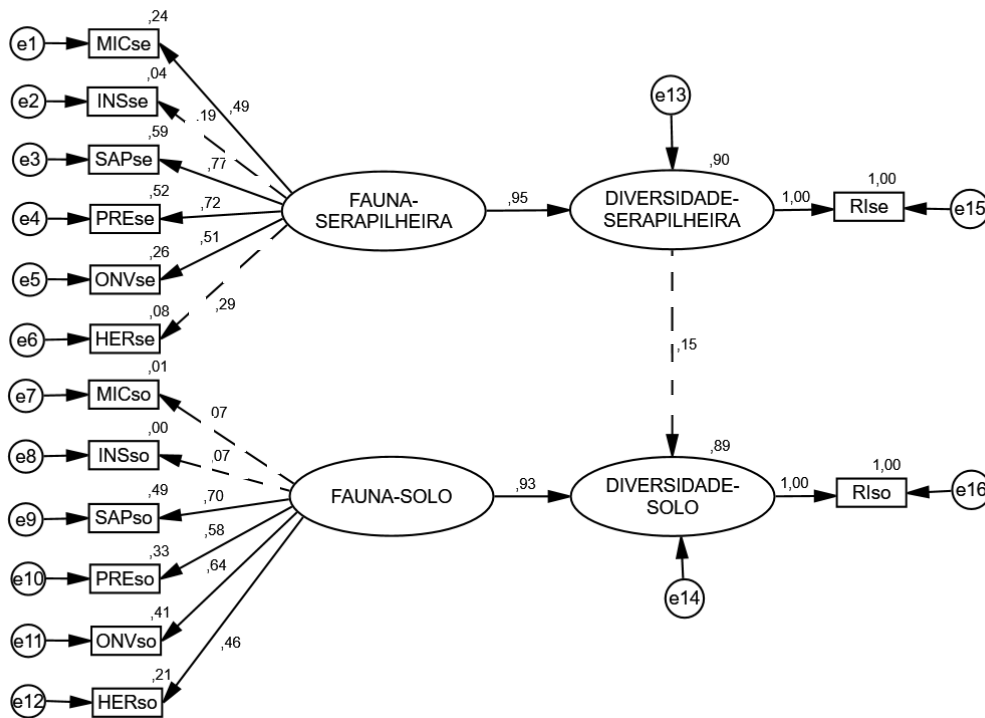 ,24
e1
MICse
,04
,49
e2
INSse
,19
e13
,59
e3
SAPse
,77
,90
,52
,72
FAUNA-
SERAPILHEIRA
,95
DIVERSIDADE-
SERAPILHEIRA
1,00
1,00
RIse
e15
e4
PREse
,51
,26
e5
ONVse
,29
,08
e6
HERse
,15
,01
e7
MICso
,07
,00
e8
INSso
,07
,89
,49
,70
FAUNA-SOLO
,93
DIVERSIDADE-
SOLO
1,00
1,00
RIso
e16
e9
SAPso
,58
,33
e10
PREso
,64
e14
,41
e11
ONVso
,46
,21
e12
HERso